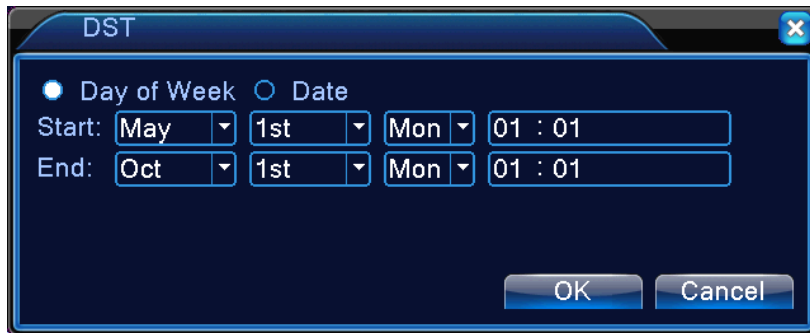 DST
Day of Week Date
Start: May 1st Mon 01 : 01
End: Oct 1st Mon 01 : 01
OK Cancel